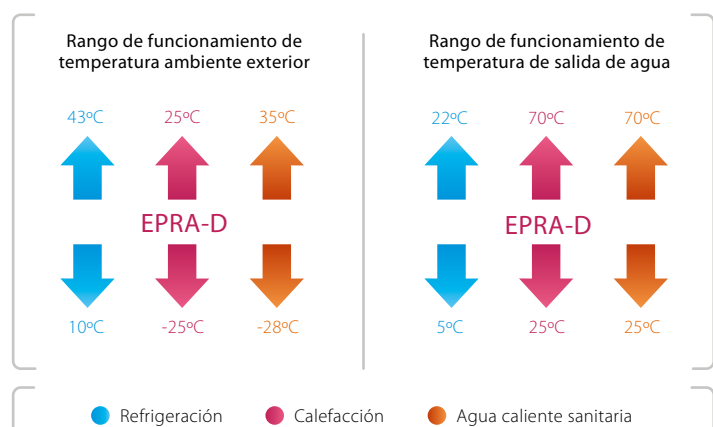 Rango de funcionamiento de
temperatura ambiente exterior
43ºC 25ºC 35ºC
EPRA-D
10ºC -25ºC -28ºC
Rango de funcionamiento de
temperatura de salida de agua
22ºC 70ºC 70ºC
EPRA-D
5ºC 25ºC 25ºC
Refrigeración Calefacción Agua caliente sanitaria